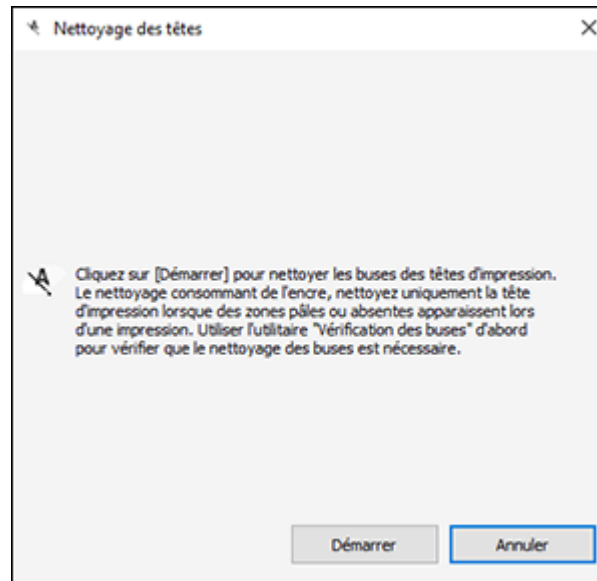 Nettoyage des têtes
Cliquez sur [Démarrer] pour nettoyer les buses des têtes d'impression.
Le nettoyage consommant de l'encre, nettoyez uniquement la tête
d'impression lorsque des zones pâles ou absentes apparaissent lors
d'une impression. Utiliser l'utilitaire "Vérification des buses" d'abord
pour vérifier que le nettoyage des buses est nécessaire.
Démarrer
Annuler